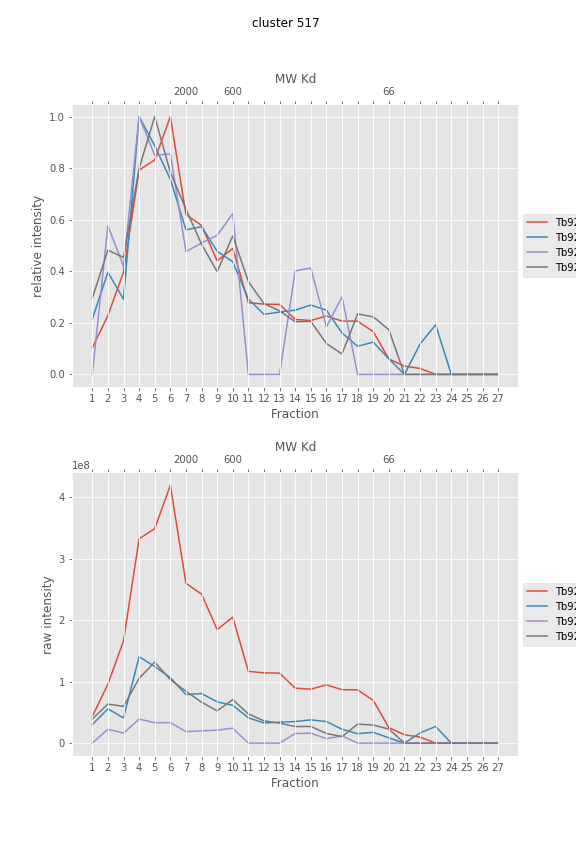 cluster 517
MW Kd
2000 600 66
1.0
0.8
0.6
0.4
0.2
0.0
relative intensity
1 2 3 4 5 6 7 8 9 10 11 12 13 14 15 16 17 18 19 20 21 22 23 24 25 26 27
Fraction
Tb92
Tb92
Tb92
Tb92
MW Kd
2000 600 66
1e8
4
3
2
1
0
raw intensity
1 2 3 4 5 6 7 8 9 10 11 12 13 14 15 16 17 18 19 20 21 22 23 24 25 26 27
Fraction
Tb92
Tb92
Tb92
Tb92